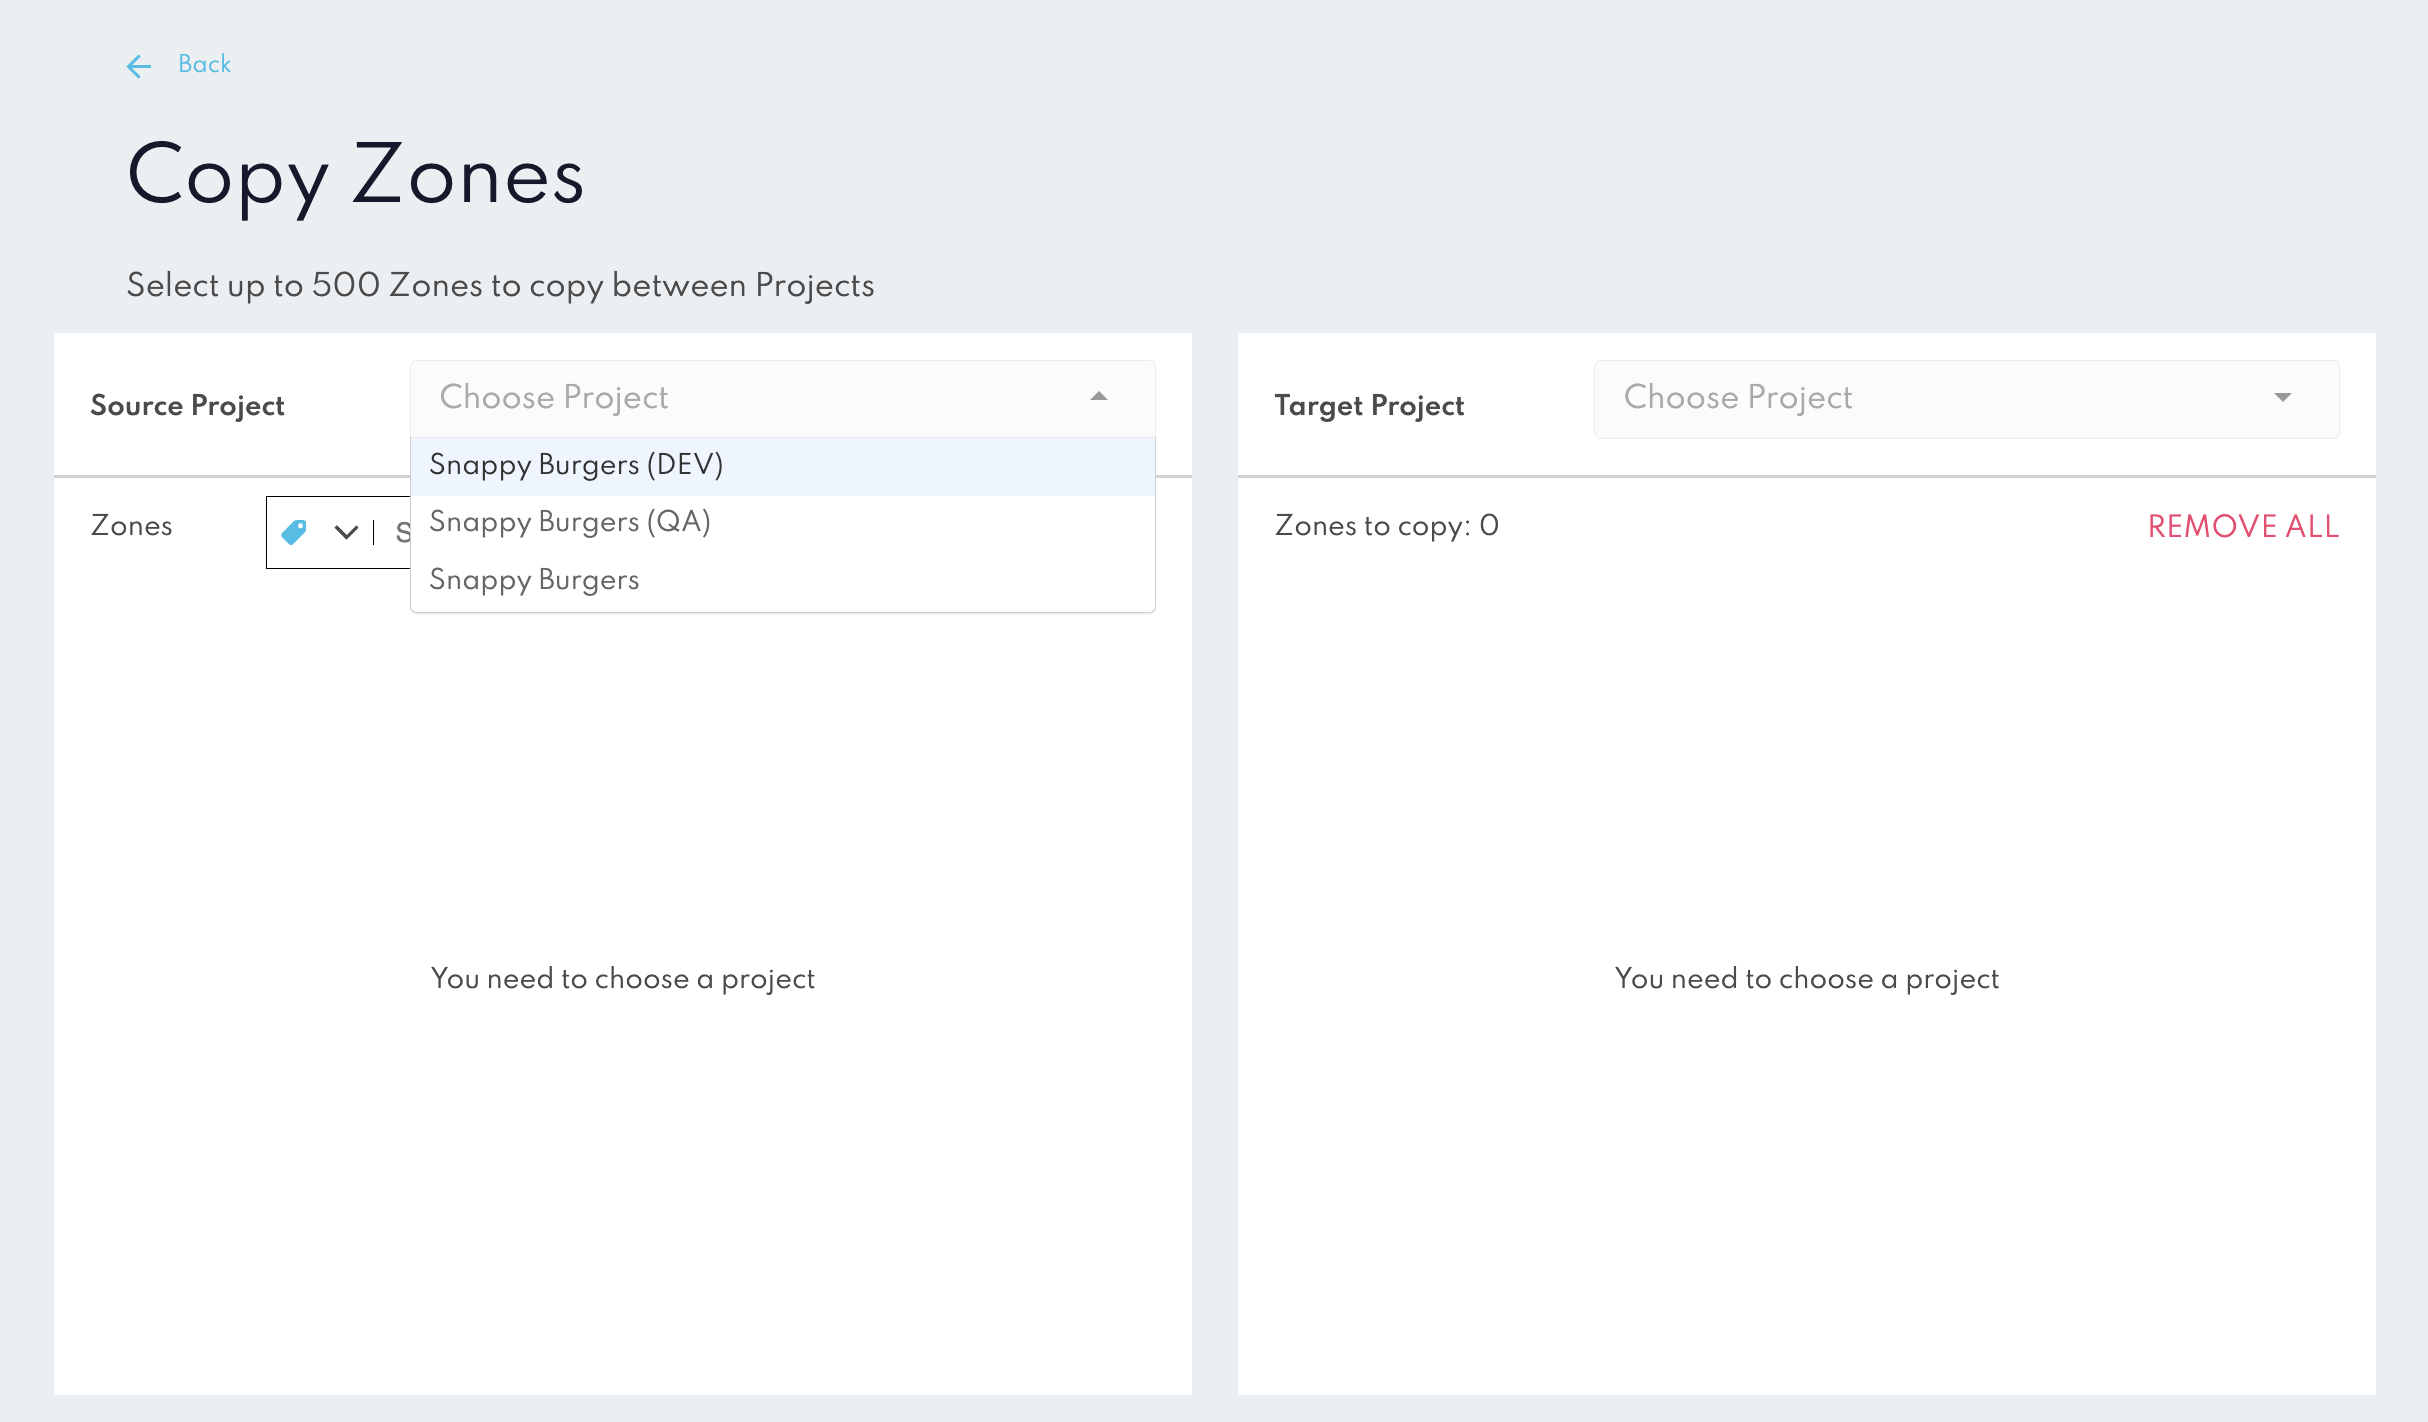 Back
Copy Zones
Select up to 500 Zones to copy between Projects
Source Project
Choose Project
Snappy Burgers (DEV)
Snappy Burgers (QA)
Snappy Burgers
Zones
You need to choose a project
Target Project
Choose Project
Zones to copy: 0
REMOVE ALL
You need to choose a project